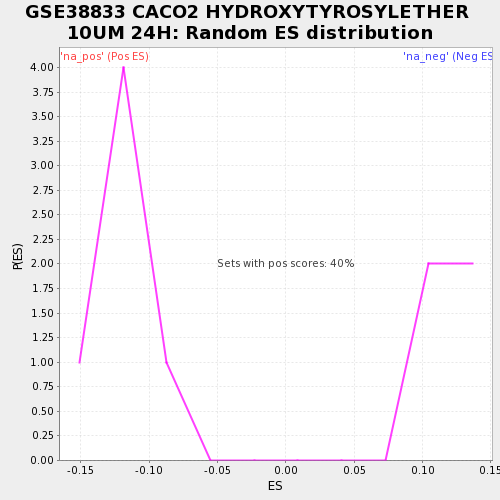 GSE38833 CACO2 HYDROXYTYROSYLETHER
10UM 24H: Random ES distribution
'na_pos' (Pos ES)
'na_neg' (Neg ES
4.00
3.75
3.50
3.25
3.00
2.75
2.50
2.25
2.00
1.75
1.50
1.25
1.00
0.75
0.50
0.25
0.00
P(ES)
Sets with pos scores: 40%
-0.15 -0.10 -0.05 0.00 0.05 0.10 0.15
ES